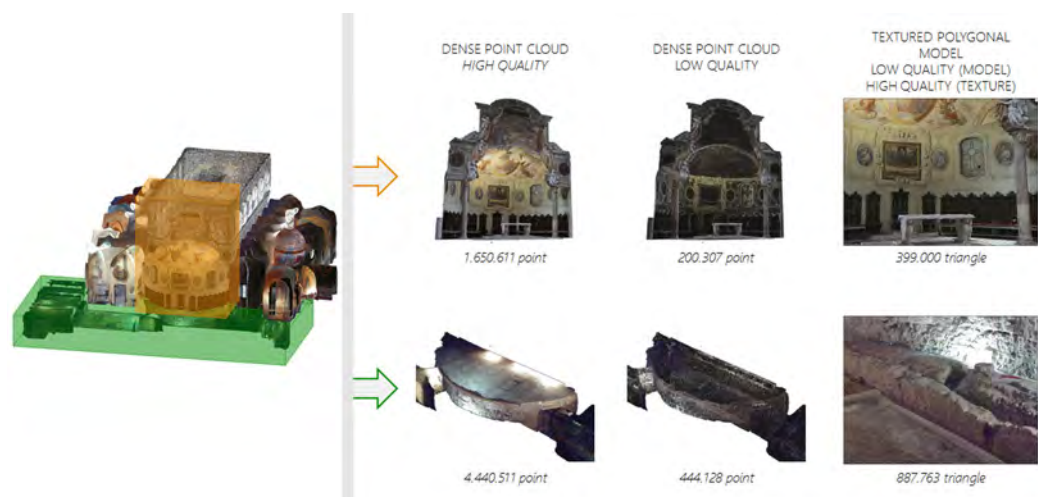 DENSE POINT CLOUD
HIGH QUALITY
DENSE POINT CLOUD
LOW QUALITY
TEXTURED POLYGONAL
MODEL
LOW QUALITY (MODEL)
HIGH QUALITY (TEXTURE)
1.650.611 point
200.307 point
399.000 triangle
4.440.511 point
444.128 point
887.763 triangle